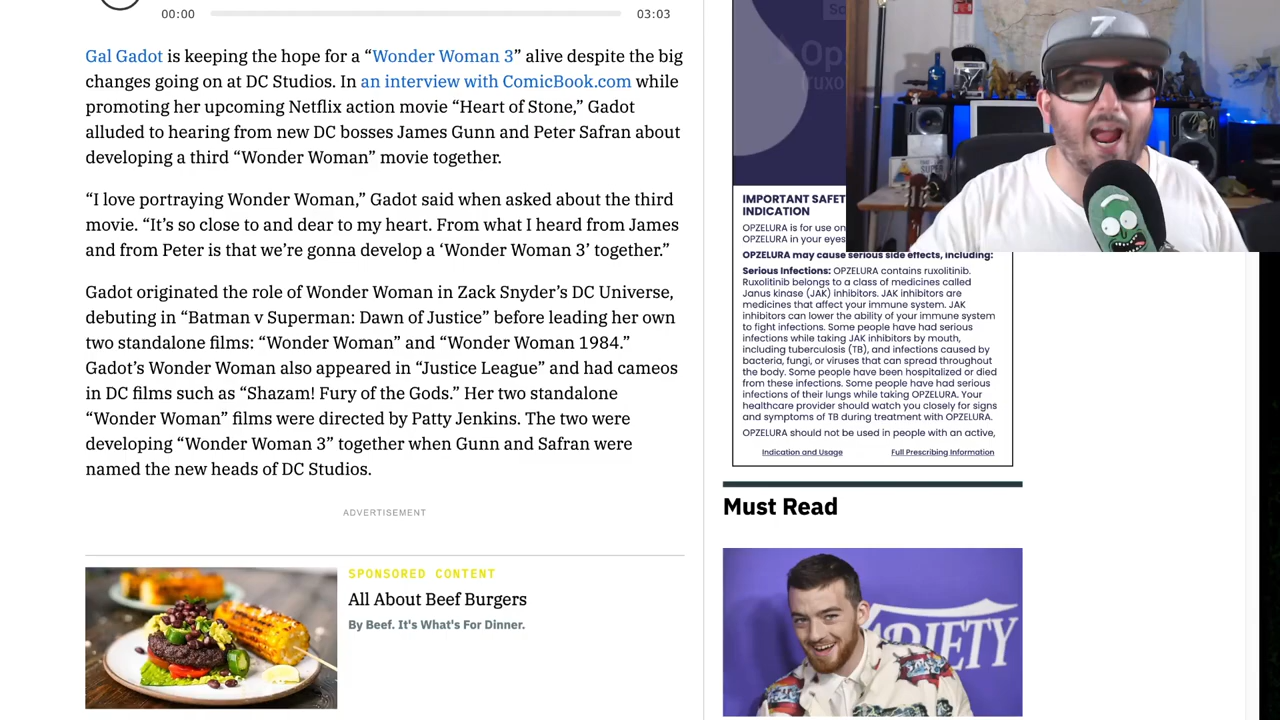 00:00
03:03
Gal Gadot is keeping the hope for a “Wonder Woman 3” alive despite the big
changes going on at DC Studios. In an interview with ComicBook.com while
promoting her upcoming Netflix action movie “Heart of Stone,” Gadot
alluded to hearing from new DC bosses James Gunn and Peter Safran about
developing a third “Wonder Woman” movie together.
“I love portraying Wonder Woman,” Gadot said when asked about the third
movie. “It’s so close to and dear to my heart. From what I heard from James
and from Peter is that we’re gonna develop a ‘Wonder Woman 3’ together.”
Gadot originated the role of Wonder Woman in Zack Snyder’s DC Universe,
debuting in “Batman v Superman: Dawn of Justice” before leading her own
two standalone films: “Wonder Woman” and “Wonder Woman 1984.”
Gadot’s Wonder Woman also appeared in “Justice League” and had cameos
in DC films such as “Shazam! Fury of the Gods.” Her two standalone
“Wonder Woman” films were directed by Patty Jenkins. The two were
developing “Wonder Woman 3” together when Gunn and Safran were
named the new heads of DC Studios.
ADVERTISEMENT
SPONSORED CONTENT
All About Beef Burgers
By Beef. It's What's For Dinner.
Op
(ruxo
IMPORTANT SAFET
INDICATION
OPZELURA is for use on
OPZELURA in your eyes
OPZELURA may cause serious side effects, including:
Serious Infections: OPZELURA contains ruxolitinib.
Ruxolitinib belongs to a class of medicines called
Janus kinase (JAK) inhibitors. JAK inhibitors are
medicines that affect your immune system. JAK
inhibitors can lower the ability of your immune system
to fight infections. Some people have had serious
infections while taking JAK inhibitors by mouth,
including tuberculosis (TB), and infections caused by
bacteria, fungi, or viruses that can spread throughout
the body. Some people have been hospitalized or died
from these infections. Some people have had serious
infections of their lungs while taking OPZELURA. Your
healthcare provider should watch you closely for signs
and symptoms of TB during treatment with OPZELURA.
OPZELURA should not be used in people with an active,
Indication and Usage
Full Prescribing Information
Must Read
VARIETY